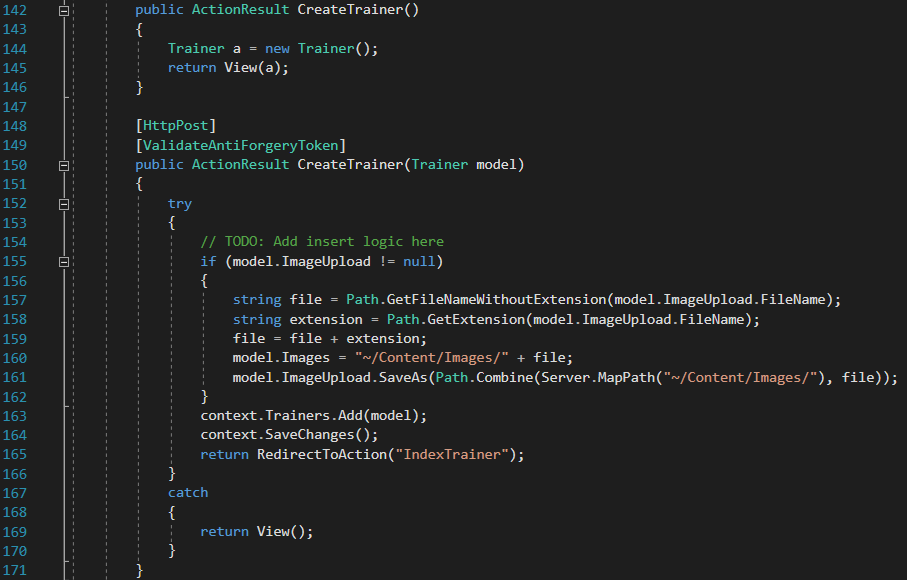 142 public ActionResult CreateTrainer()
143 {
144 Trainer a = new Trainer();
145 return View(a);
146 }
147
148 [HttpPost]
149 [ValidateAntiForgeryToken]
150 public ActionResult CreateTrainer(Trainer model)
151 {
152 try
153 {
154 // TODO: Add insert logic here
155 if (model.ImageUpload != null)
156 {
157 string file = Path.GetFileNameWithoutExtension(model.ImageUpload.FileName);
158 string extension = Path.GetExtension(model.ImageUpload.FileName);
159 file = file + extension;
160 model.Images = "~/Content/Images/" + file;
161 model.ImageUpload.SaveAs(Path.Combine(Server.MapPath("~/Content/Images/"), file));
162 }
163 context.Trainers.Add(model);
164 context.SaveChanges();
165 return RedirectToAction("IndexTrainer");
166 }
167 catch
168 {
169 return View();
170 }
171 }